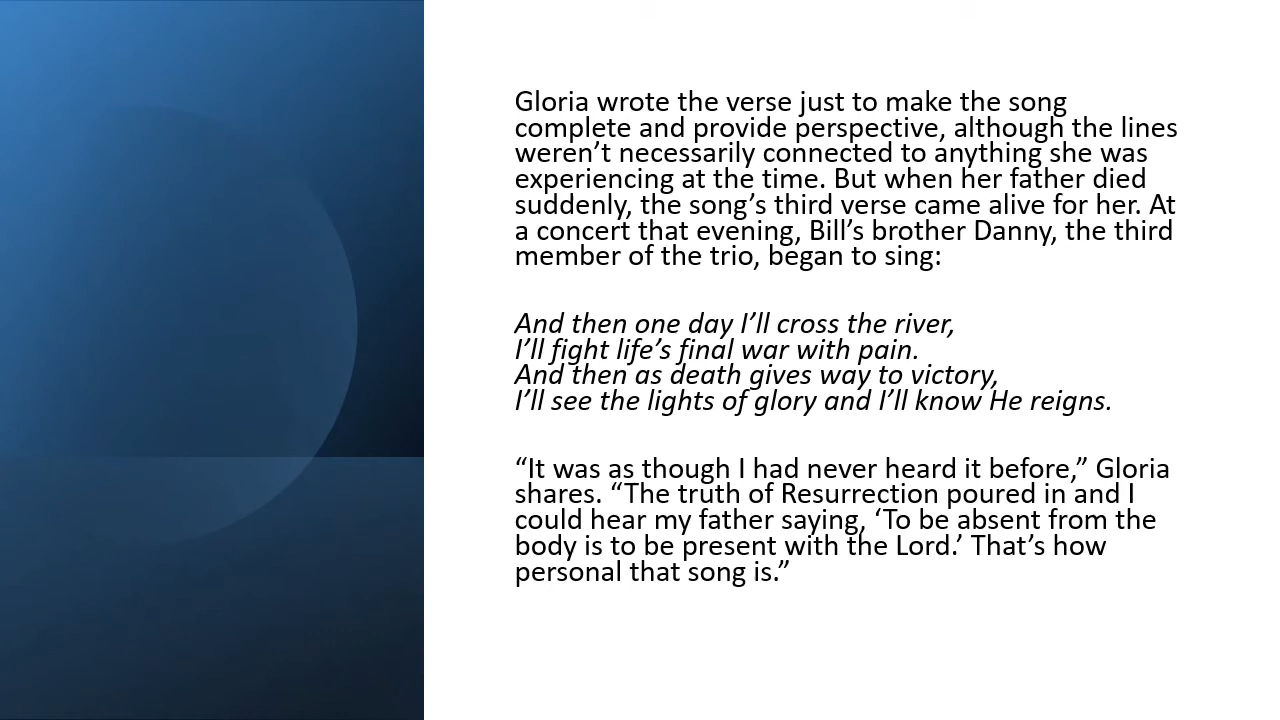 Gloria wrote the verse just to make the song
complete and provide perspective, although the lines
weren’t necessarily connected to anything she was
experiencing at the time. But when her father died
suddenly, the song’s third verse came alive for her. At
a concert that evening, Bill’s brother Danny, the third
member of the trio, began to sing:
And then one day I’ll cross the river,
I’ll fight life’s final war with pain.
And then as death gives way to victory,
I’ll see the lights of glory and I’ll know He reigns.
“It was as though I had never heard it before,” Gloria
shares. “The truth of Resurrection poured in and I
could hear my father saying, ‘To be absent from the
body is to be present with the Lord.’ That’s how
personal that song is.”